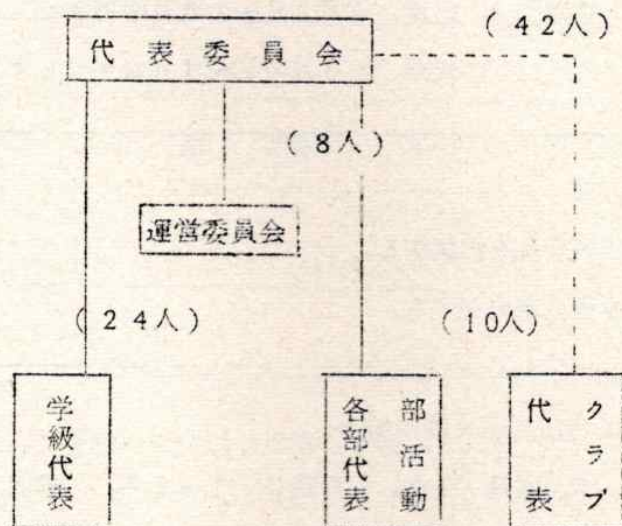 (42人)
代表委員会
(8人)
運営委員会
(24人)
(10人)
学級代表
部活動
各部代表
クラブ
代表